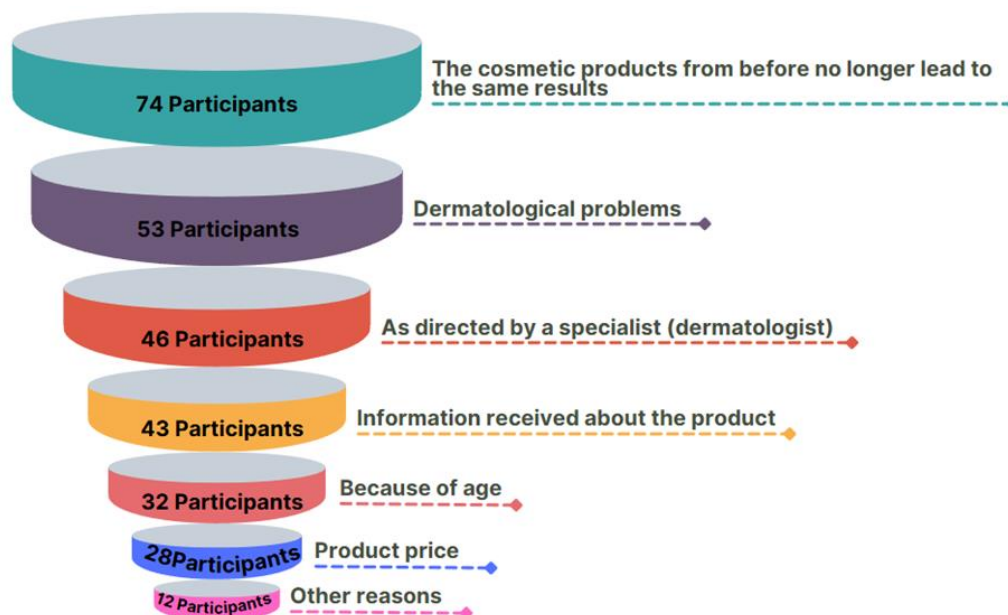 74 Participants
The cosmetic products from before no longer lead to
the same results
53 Participants
Dermatological problems
46 Participants
As directed by a specialist (dermatologist)
43 Participants
Information received about the product
32 Participants
Because of age
28Participants
Product price
12 Participants
Other reasons